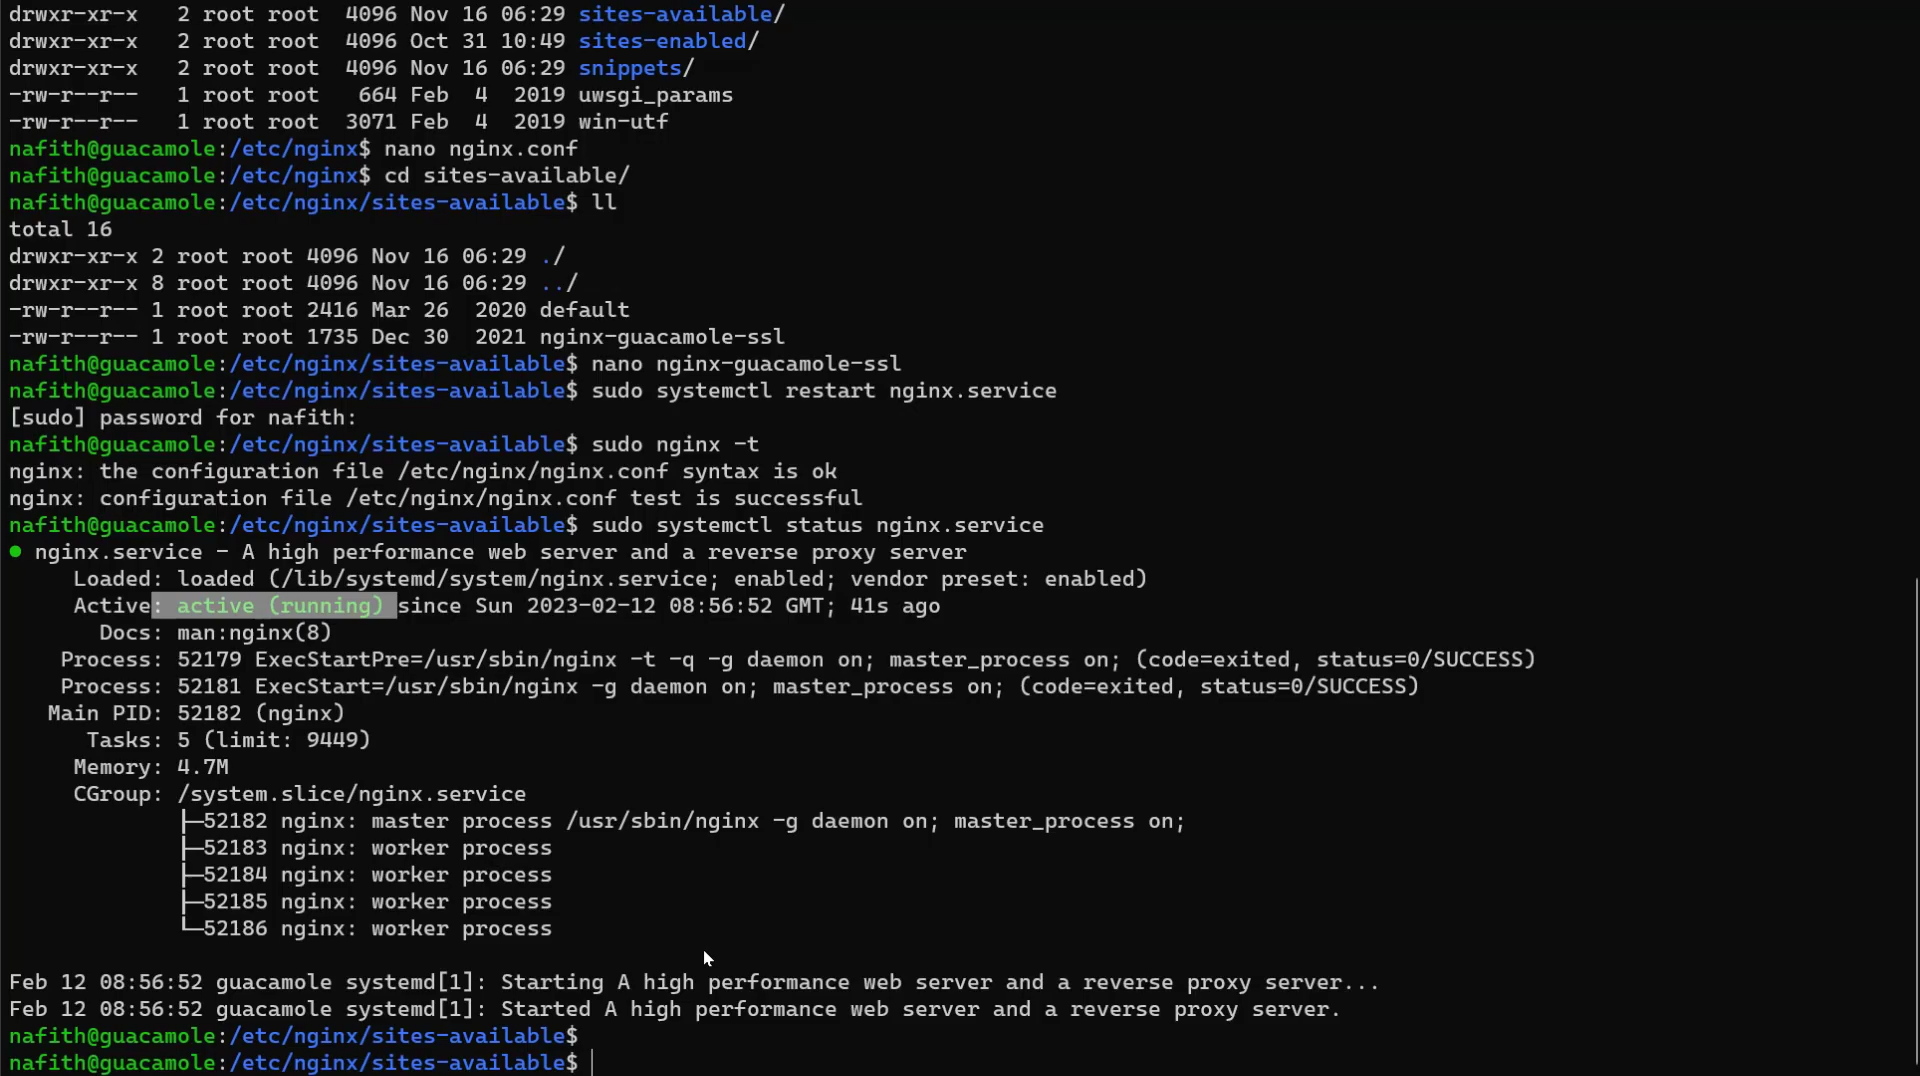 drwxr-xr-x   2 root root  4096 Nov 16 06:29 sites-available/
drwxr-xr-x   2 root root  4096 Oct 31 10:49 sites-enabled/
drwxr-xr-x   2 root root  4096 Nov 16 06:29 snippets/
-rw-r--r--   1 root root   664 Feb  4  2019 uwsgi_params
-rw-r--r--   1 root root  3071 Feb  4  2019 win-utf
nafith@guacamole:/etc/nginx$ nano nginx.conf
nafith@guacamole:/etc/nginx$ cd sites-available/
nafith@guacamole:/etc/nginx/sites-available$ ll
total 16
drwxr-xr-x 2 root root 4096 Nov 16 06:29 ./
drwxr-xr-x 8 root root 4096 Nov 16 06:29 ../
-rw-r--r-- 1 root root 2416 Mar 26  2020 default
-rw-r--r-- 1 root root 1735 Dec 30  2021 nginx-guacamole-ssl
nafith@guacamole:/etc/nginx/sites-available$ nano nginx-guacamole-ssl
nafith@guacamole:/etc/nginx/sites-available$ sudo systemctl restart nginx.service
[sudo] password for nafith:
nafith@guacamole:/etc/nginx/sites-available$ sudo nginx -t
nginx: the configuration file /etc/nginx/nginx.conf syntax is ok
nginx: configuration file /etc/nginx/nginx.conf test is successful
nafith@guacamole:/etc/nginx/sites-available$ sudo systemctl status nginx.service
● nginx.service - A high performance web server and a reverse proxy server
     Loaded: loaded (/lib/systemd/system/nginx.service; enabled; vendor preset: enabled)
     Active: active (running) since Sun 2023-02-12 08:56:52 GMT; 41s ago
       Docs: man:nginx(8)
    Process: 52179 ExecStartPre=/usr/sbin/nginx -t -q -g daemon on; master_process on; (code=exited, status=0/SUCCESS)
    Process: 52181 ExecStart=/usr/sbin/nginx -g daemon on; master_process on; (code=exited, status=0/SUCCESS)
   Main PID: 52182 (nginx)
      Tasks: 5 (limit: 9449)
     Memory: 4.7M
     CGroup: /system.slice/nginx.service
             ├─52182 nginx: master process /usr/sbin/nginx -g daemon on; master_process on;
             ├─52183 nginx: worker process
             ├─52184 nginx: worker process
             ├─52185 nginx: worker process
             └─52186 nginx: worker process
Feb 12 08:56:52 guacamole systemd[1]: Starting A high performance web server and a reverse proxy server...
Feb 12 08:56:52 guacamole systemd[1]: Started A high performance web server and a reverse proxy server.
nafith@guacamole:/etc/nginx/sites-available$
nafith@guacamole:/etc/nginx/sites-available$